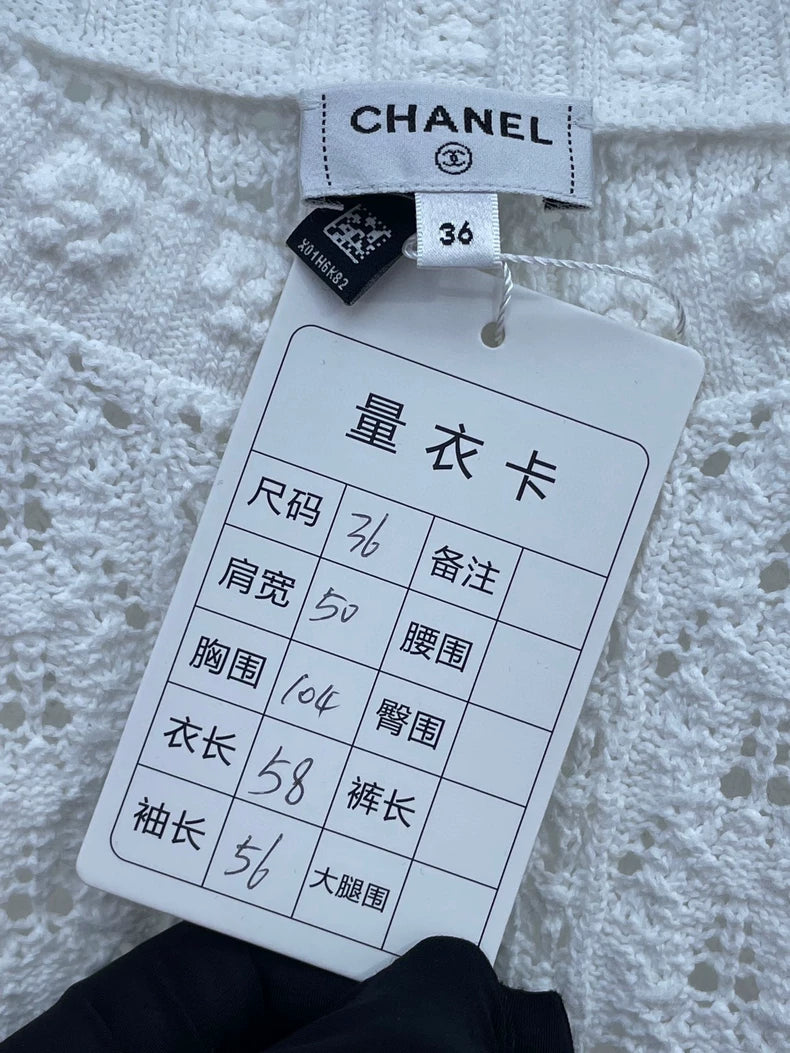 CHANEL
36
X01H6K82
量衣卡
尺码 36 备注
肩宽 50 腰围
胸围 104 臀围
衣长 58 裤长
袖长 56 大腿围